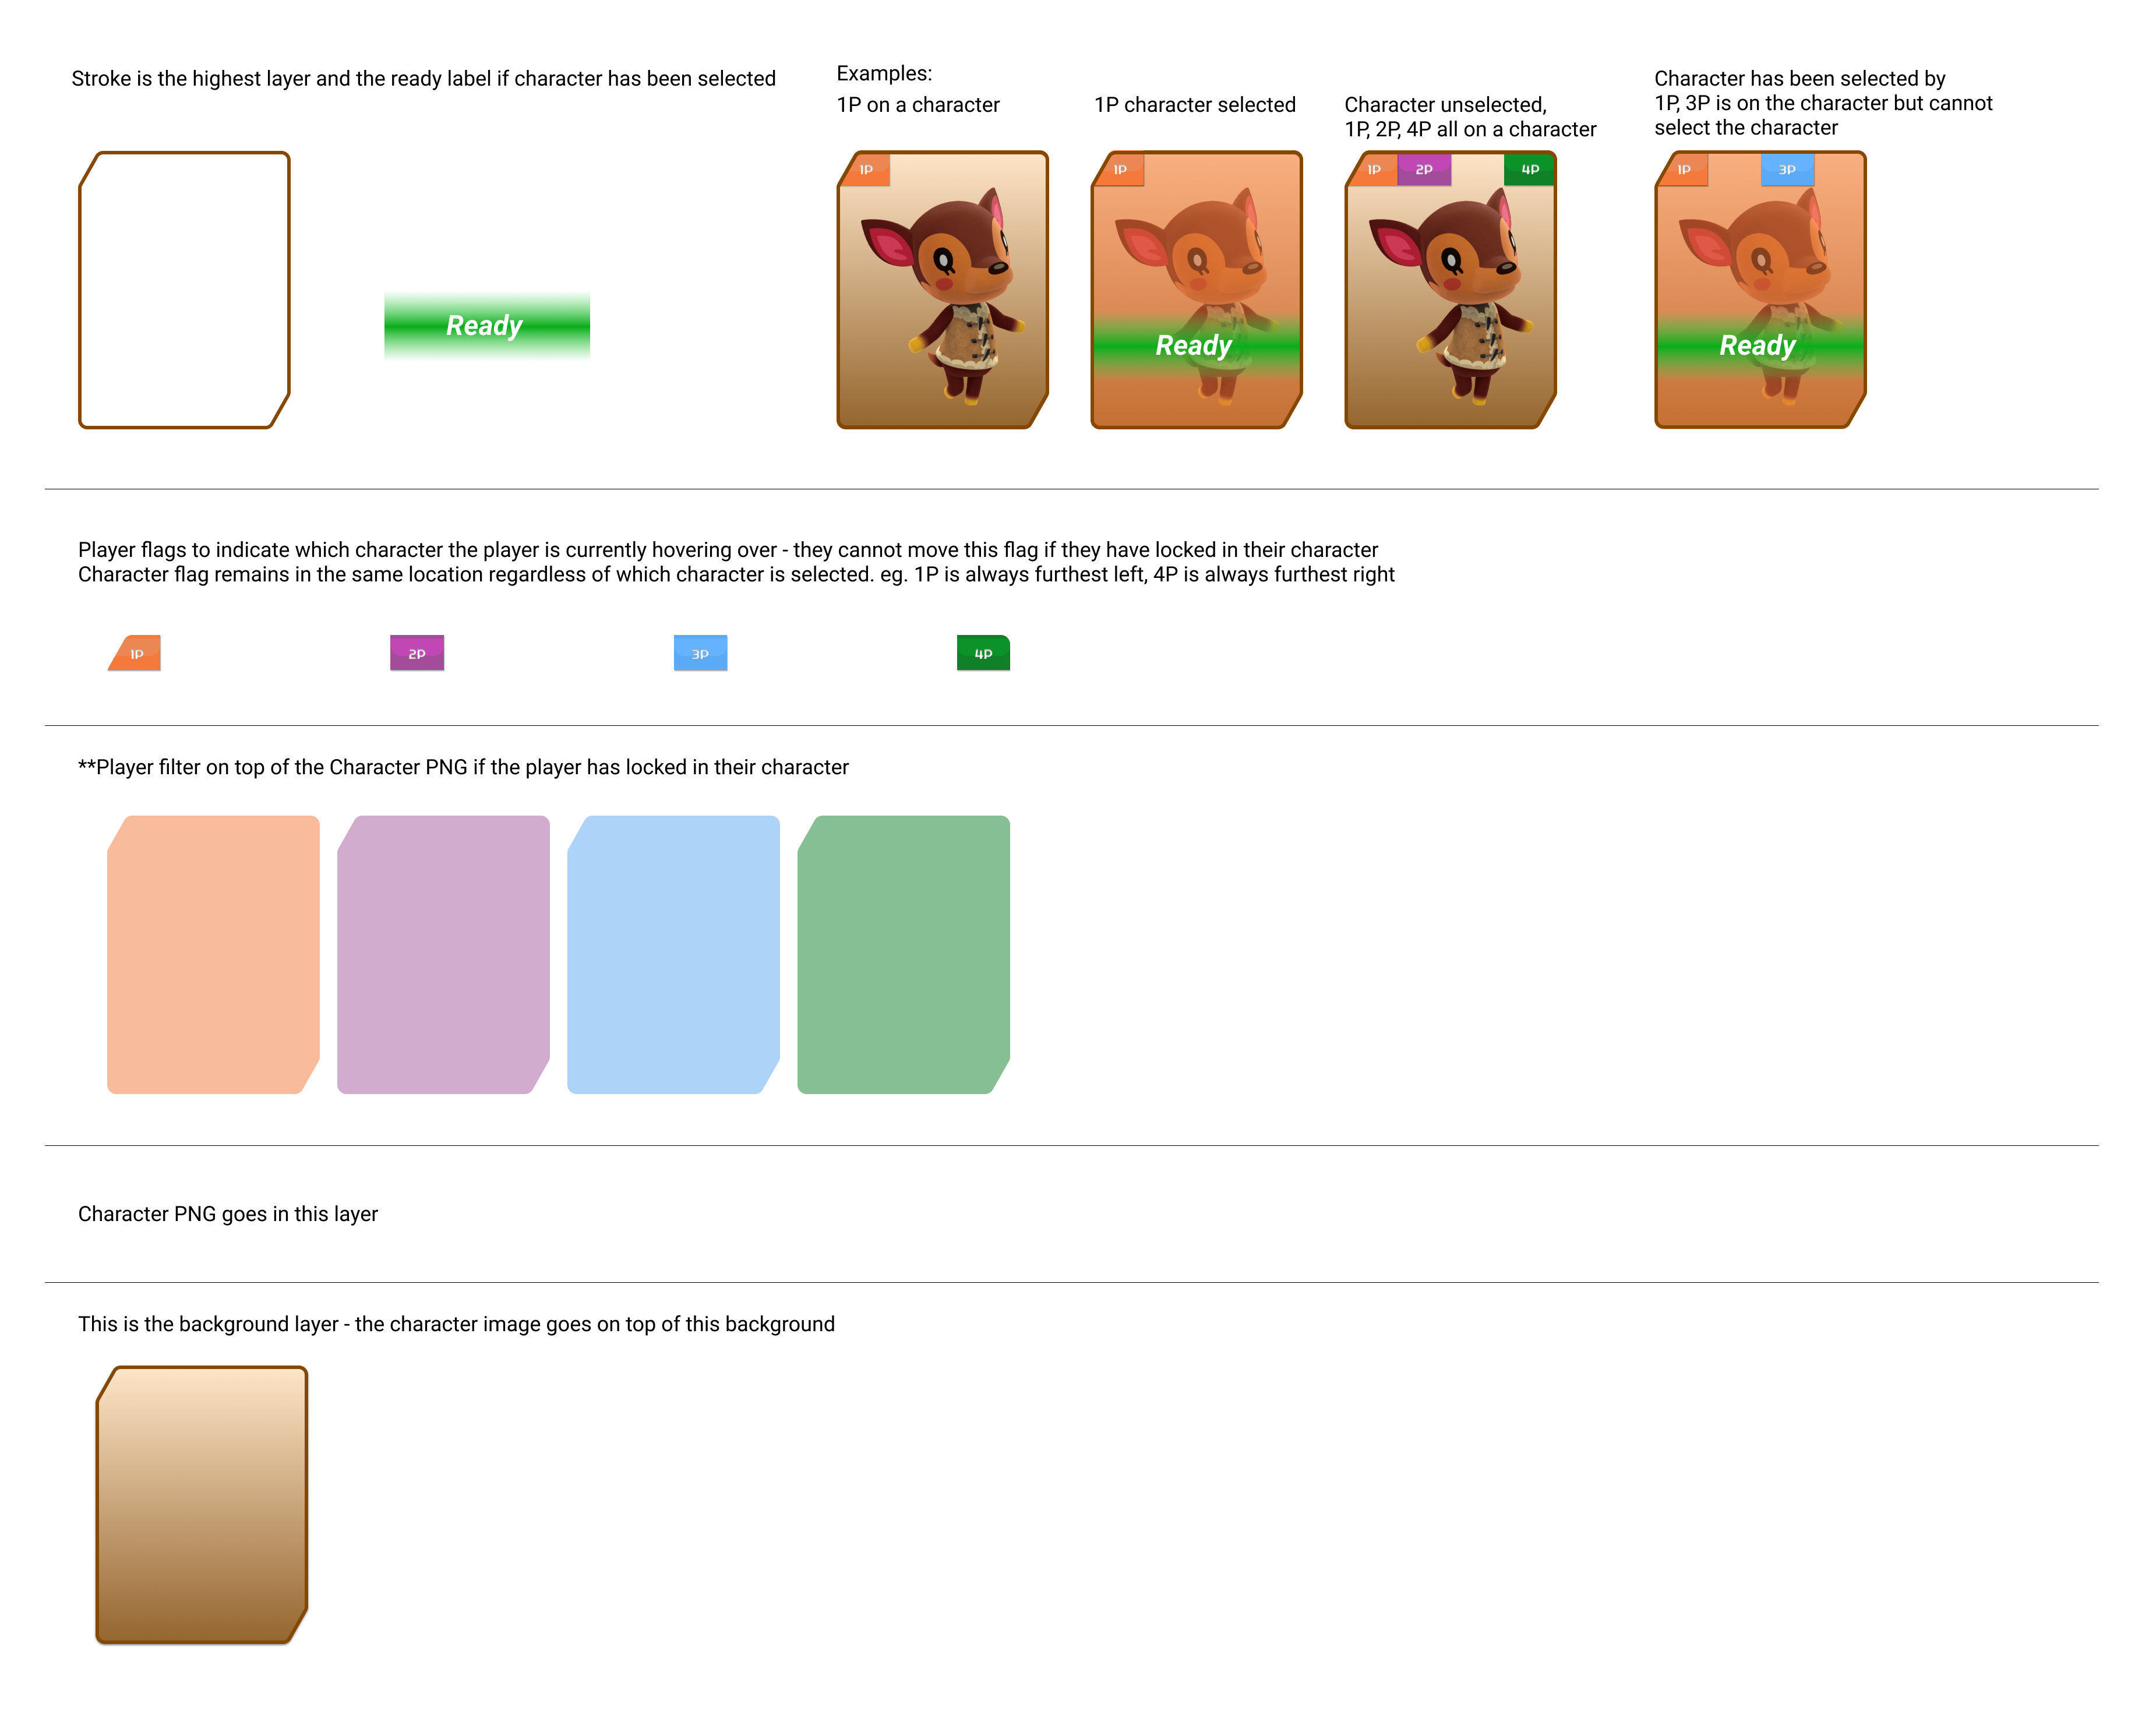 Stroke is the highest layer and the ready label if character has been selected
Ready
Examples:
1P on a character
1P character selected
Character unselected,
1P, 2P, 4P all on a character
Character has been selected by
1P, 3P is on the character but cannot
select the character
1P
1P
Ready
1P 2P 4P
1P 3P
Ready
Player flags to indicate which character the player is currently hovering over - they cannot move this flag if they have locked in their character
Character flag remains in the same location regardless of which character is selected. eg. 1P is always furthest left, 4P is always furthest right
1P
2P
3P
4P
**Player filter on top of the Character PNG if the player has locked in their character
Character PNG goes in this layer
This is the background layer - the character image goes on top of this background